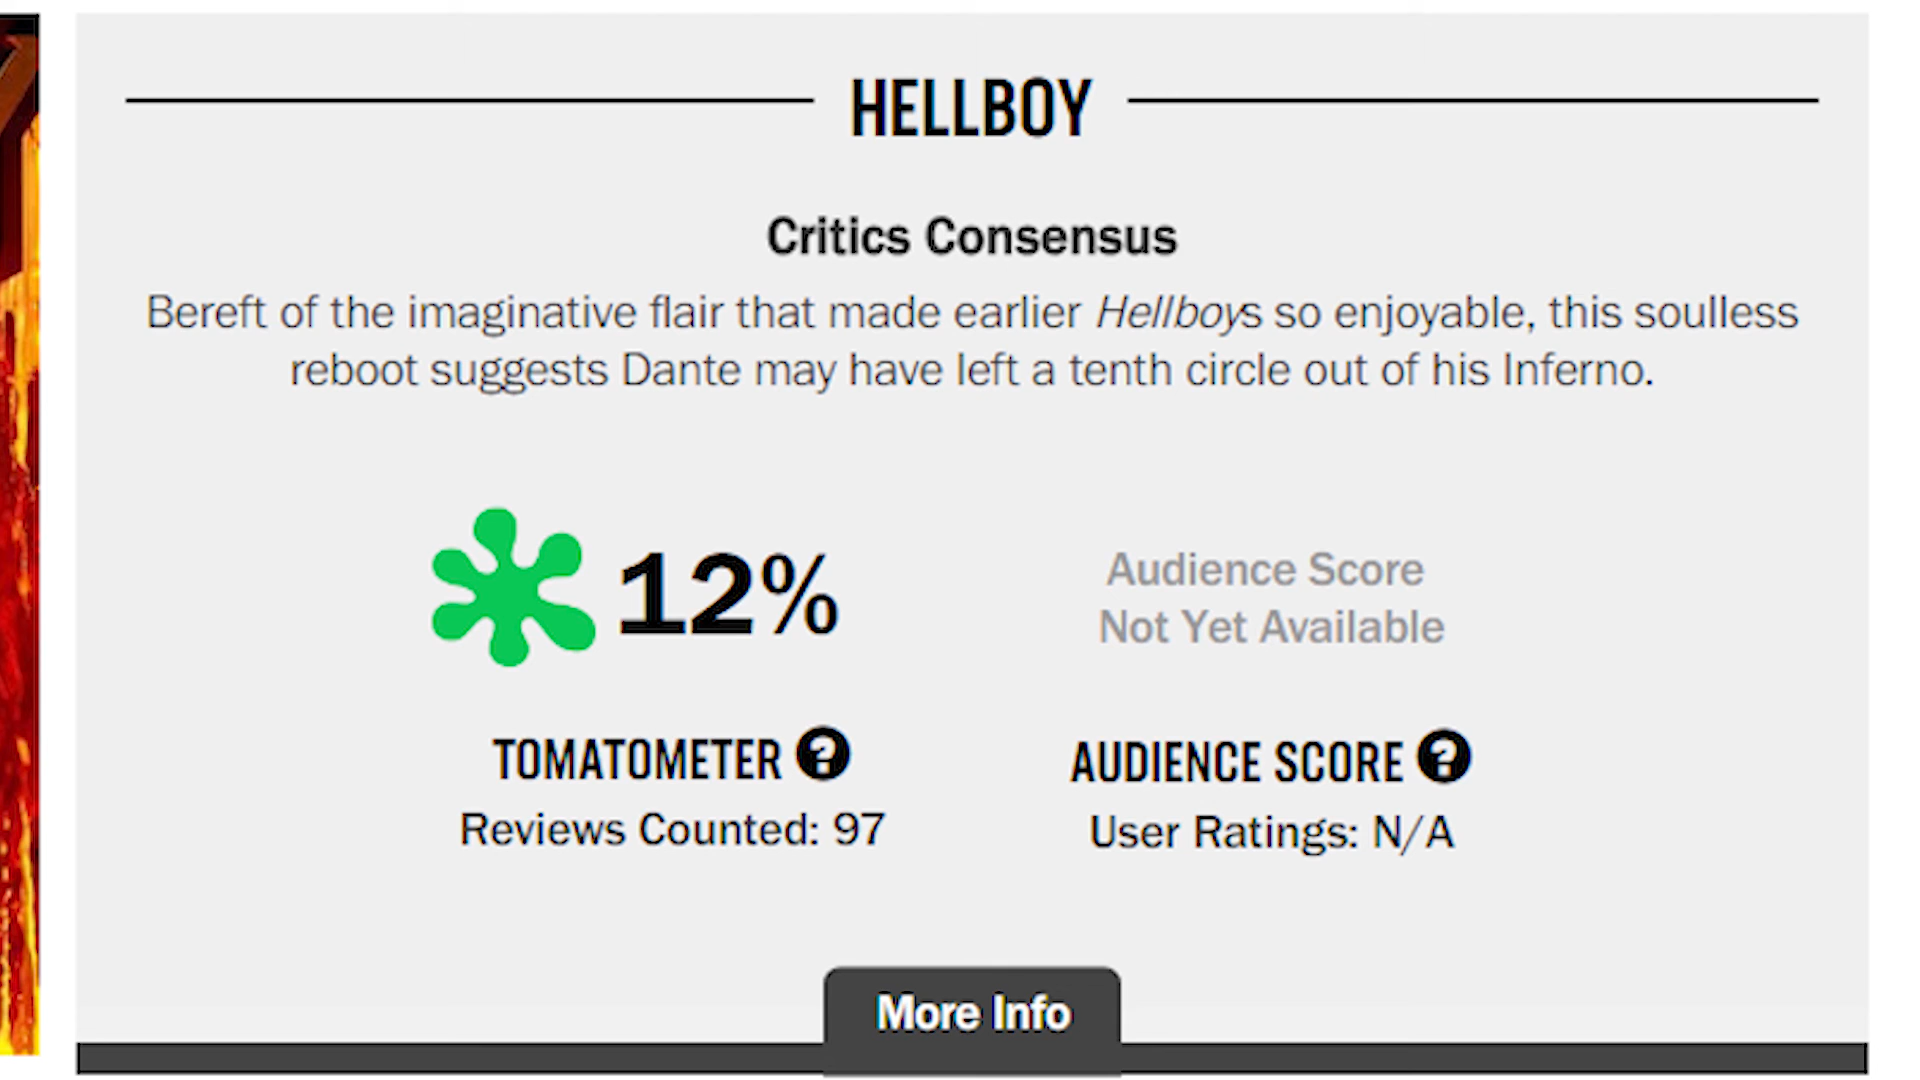 HELLBOY
Critics Consensus
Bereft of the imaginative flair that made earlier Hellboys so enjoyable, this soulless
reboot suggests Dante may have left a tenth circle out of his Inferno.
12%
Audience Score
Not Yet Available
TOMATOMETER ?
Reviews Counted: 97
AUDIENCE SCORE ?
User Ratings: N/A
More Info